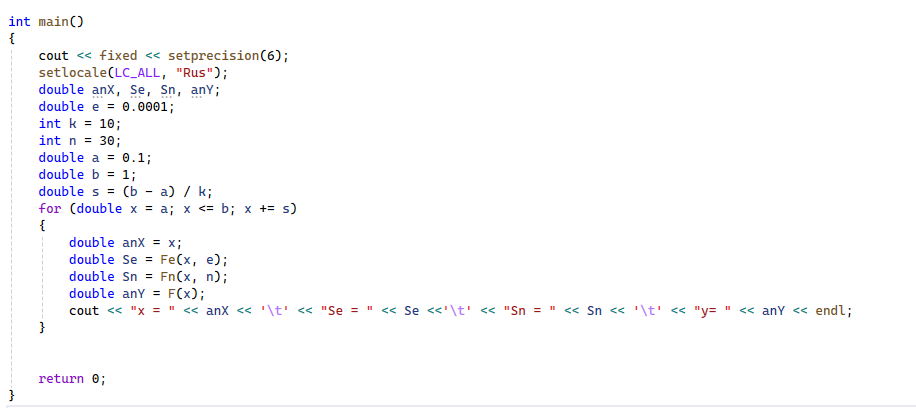 int main()
{
    cout << fixed << setprecision(6);
    setlocale(LC_ALL, "Rus");
    double anX, Se, Sn, anY;
    double e = 0.0001;
    int k = 10;
    int n = 30;
    double a = 0.1;
    double b = 1;
    double s = (b - a) / k;
    for (double x = a; x <= b; x += s)
    {
        double anX = x;
        double Se = Fe(x, e);
        double Sn = Fn(x, n);
        double anY = F(x);
        cout << "x = " << anX << '\t' << "Se = " << Se <<'\t' << "Sn = " << Sn << '\t' << "y= " << anY << endl;
    }
    return 0;
}